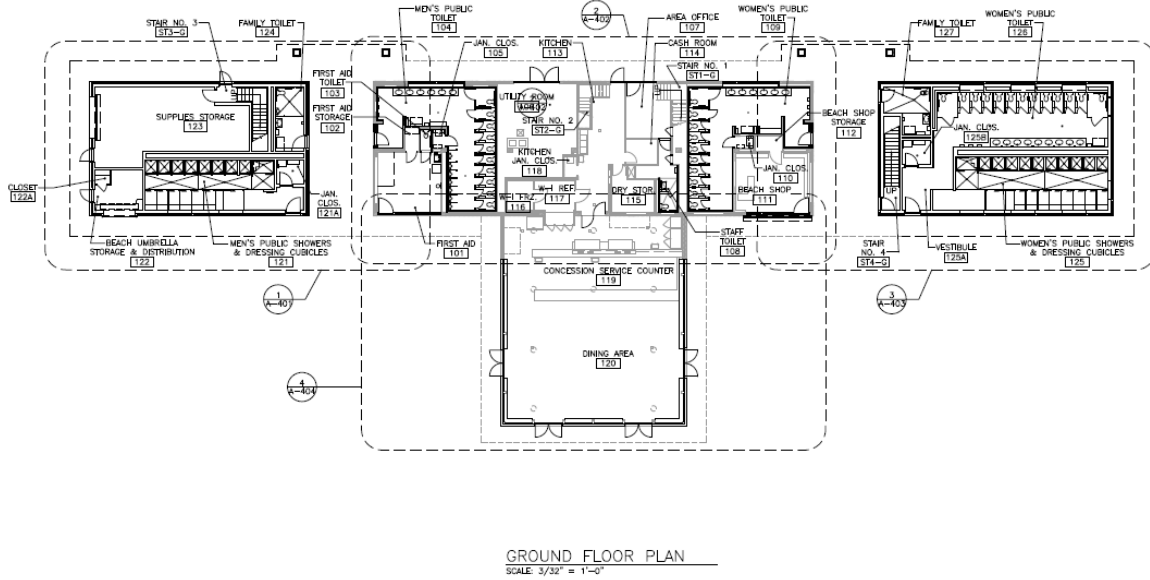 MEN'S PUBLIC
TOILET
104
2
A-402
AREA OFFICE
107
WOMEN'S PUBLIC
TOILET
109
WOMEN'S PUBLIC
TOILET
126
STAIR NO. 3
ST3-G
FAMILY TOILET
124
JAN. CLOS.
105
KITCHEN
113
CASH ROOM
114
FAMILY TOILET
127
STAIR NO. 1
ST1-G
FIRST AID
TOILET
103
FIRST AID
STORAGE
102
UTILITY ROOM
STAIR NO. 2
ST2-G
BEACH SHOP
STORAGE
112
SUPPLIES STORAGE
123
JAN. CLOS.
125B
KITCHEN
JAN. CLOS.
118
JAN. CLOS.
110
CLOSET
122A
JAN.
CLOS.
121A
W-I REF.
117
W-I FRZ.
116
DRY STOR.
115
BEACH SHOP
111
UP
BEACH UMBRELLA
STORAGE & DISTRIBUTION
122
MEN'S PUBLIC SHOWERS
& DRESSING CUBICLES
121
FIRST AID
101
STAFF
TOILET
108
STAIR
NO. 4
ST4-G
VESTIBULE
125A
WOMEN'S PUBLIC SHOWERS
& DRESSING CUBICLES
125
CONCESSION SERVICE COUNTER
119
1
A-401
3
A-403
DINING AREA
120
4
A-404
GROUND FLOOR PLAN
SCALE: 3/32" = 1'-0"